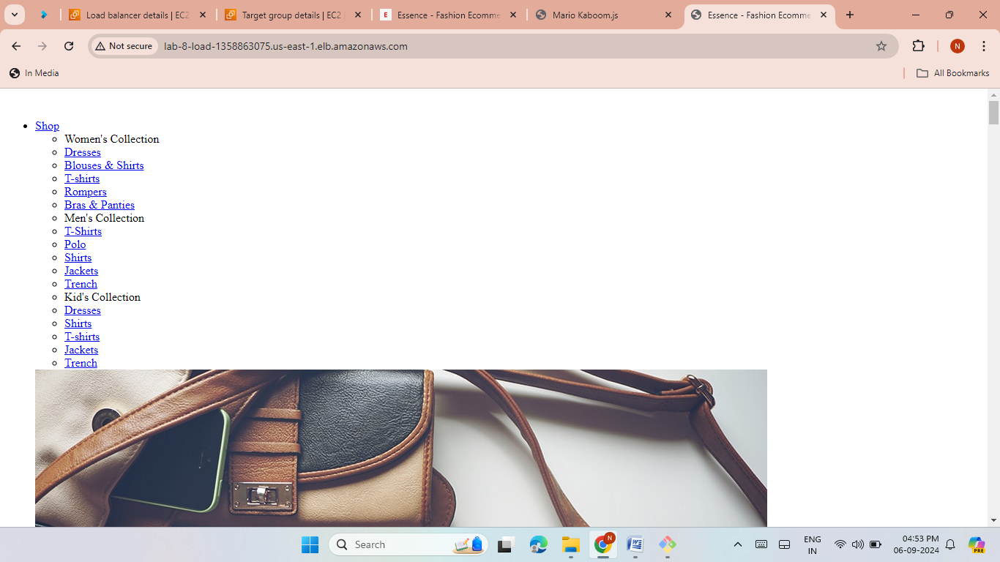 Load balancer details | EC2
Target group details | EC2
E Essence - Fashion Ecomme
Mario Kaboom.js
Essence - Fashion Ecomme
Not secure
lab-8-load-1358863075.us-east-1.elb.amazonaws.com
N
In Media
All Bookmarks
Shop
Women's Collection
Dresses
Blouses & Shirts
T-shirts
Rompers
Bras & Panties
Men's Collection
T-Shirts
Polo
Shirts
Jackets
Trench
Kid's Collection
Dresses
Shirts
T-shirts
Jackets
Trench
Search
N
W
ENG
IN
04:53 PM
06-09-2024
PRE